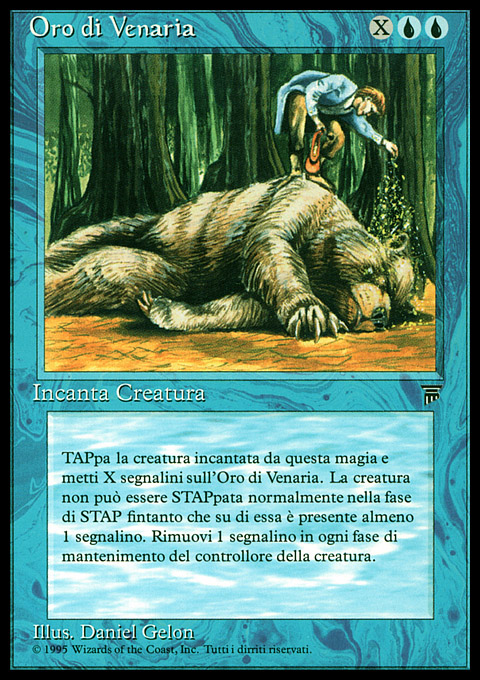 Oro di Venaria X
Incanta Creatura
TAPpa la creatura incantata da questa magia e
metti X segnalini sull'Oro di Venaria. La creatura
non può essere STAPpata normalmente nella fase
di STAP fintanto che su di essa è presente almeno
1 segnalino. Rimuovi 1 segnalino in ogni fase di
mantenimento del controllore della creatura.
Illus. Daniel Gelon
© 1995 Wizards of the Coast, Inc. Tutti i dirriti riservati.